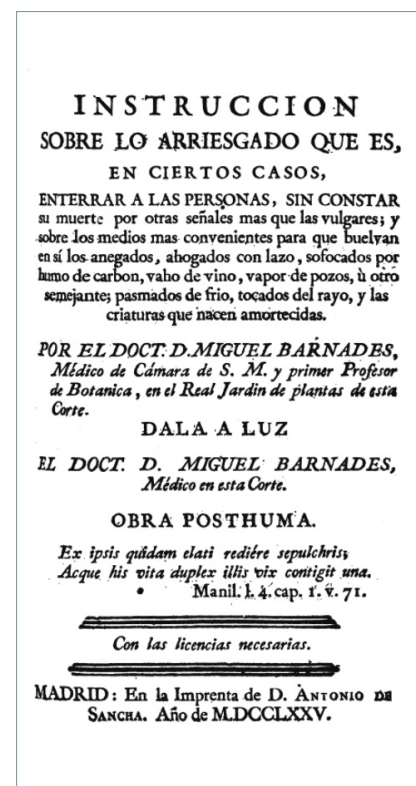 INSTRUCCION
SOBRE LO ARRIESGADO QUE ES,
EN CIERTOS CASOS,
ENTERRAR A LAS PERSONAS, SIN CONSTAR
su muerte por otras señales mas que las vulgares; y
sobre los medios mas convenientes para que buelvan
en sí los anegados, ahogados con lazo, sofocados por
humo de carbon, vaho de vino, vapor de pozos, ù otro
semejante; pasmados de frio, tocados del rayo, y las
criaturas que nacen amortecidas.
POR EL DOCT. D. MIGUEL BARNADES,
Médico de Cámara de S. M. y primer Profesor
de Botanica, en el Real Jardin de plantas de esta
Corte.
DALA A LUZ
EL DOCT. D. MIGUEL BARNADES,
Médico en esta Corte.
OBRA POSTHUMA.
Ex ipsis quidam elati rediére sepulchris;
Acque his vita duplex illis vix contigit una.
Manil. l. 4. cap. 1. v. 71.
Con las licencias necesarias.
MADRID: En la Imprenta de D. ANTONIO DE
SANCHA. Año de M.DCCLXXV.